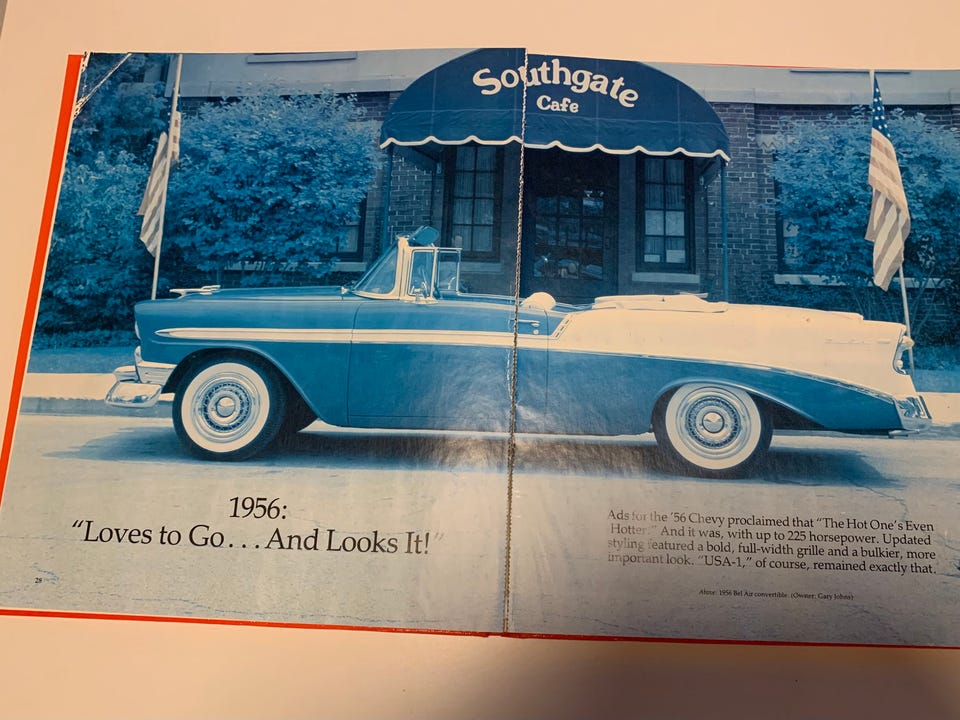 Southgate
Cafe
1956:
“Loves to Go...And Looks It!”
28
Ads for the ’56 Chevy proclaimed that “The Hot One’s Even
Hotter.” And it was, with up to 225 horsepower. Updated
styling featured a bold, full-width grille and a bulkier, more
important look. “USA-1,” of course, remained exactly that.
Above: 1956 Bel Air convertible. (Owner: Gary Johns)